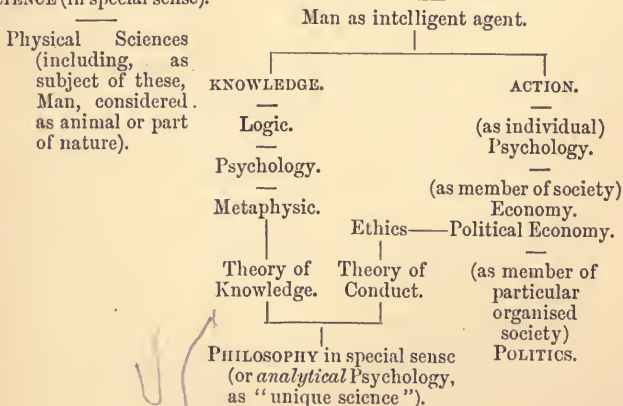 IENCE (in special sense).
Physical Sciences
(including, as
subject of these,
Man, considered
as animal or part
of nature).
Man as intelligent agent.
KNOWLEDGE.
Logic.
Psychology.
Metaphysic.
Theory of
Knowledge.
Ethics
Theory of
Conduct.
ACTION.
(as individual)
Psychology.
(as member of society)
Economy.
Political Economy.
(as member of
particular
organised
society)
POLITICS.
PHILOSOPHY in special sense
(or analytical Psychology,
as “unique science”).